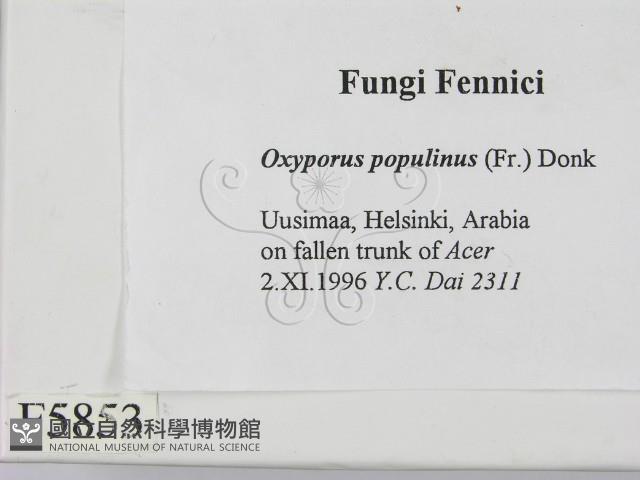 Fungi Fennici
Oxyporus populinus (Fr.) Donk
Uusimaa, Helsinki, Arabia
on fallen trunk of Acer
2.XI.1996 Y.C. Dai 2311
F5853
國立自然科學博物館
NATIONAL MUSEUM OF NATURAL SCIENCE